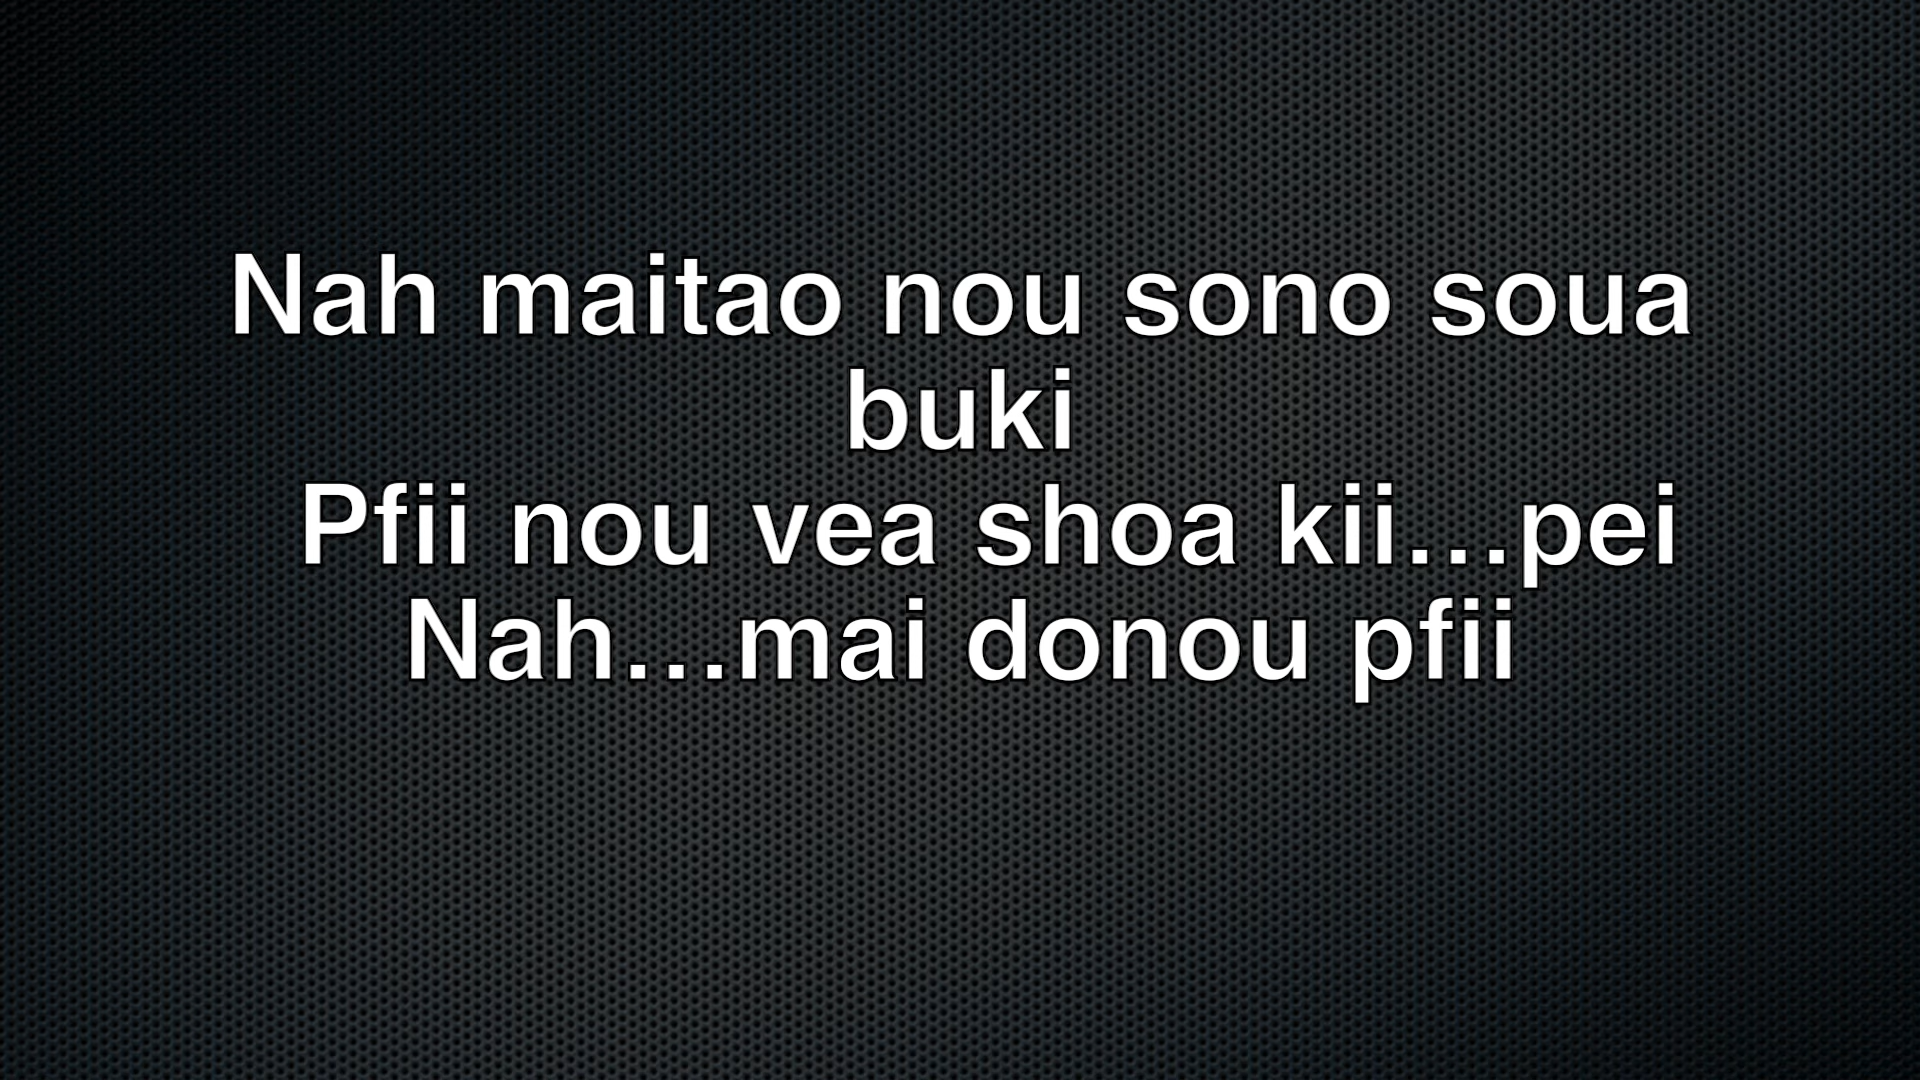 Nah maitao nou sono soua
buki
Pfii nou vea shoa kii...pei
Nah...mai donou pfii